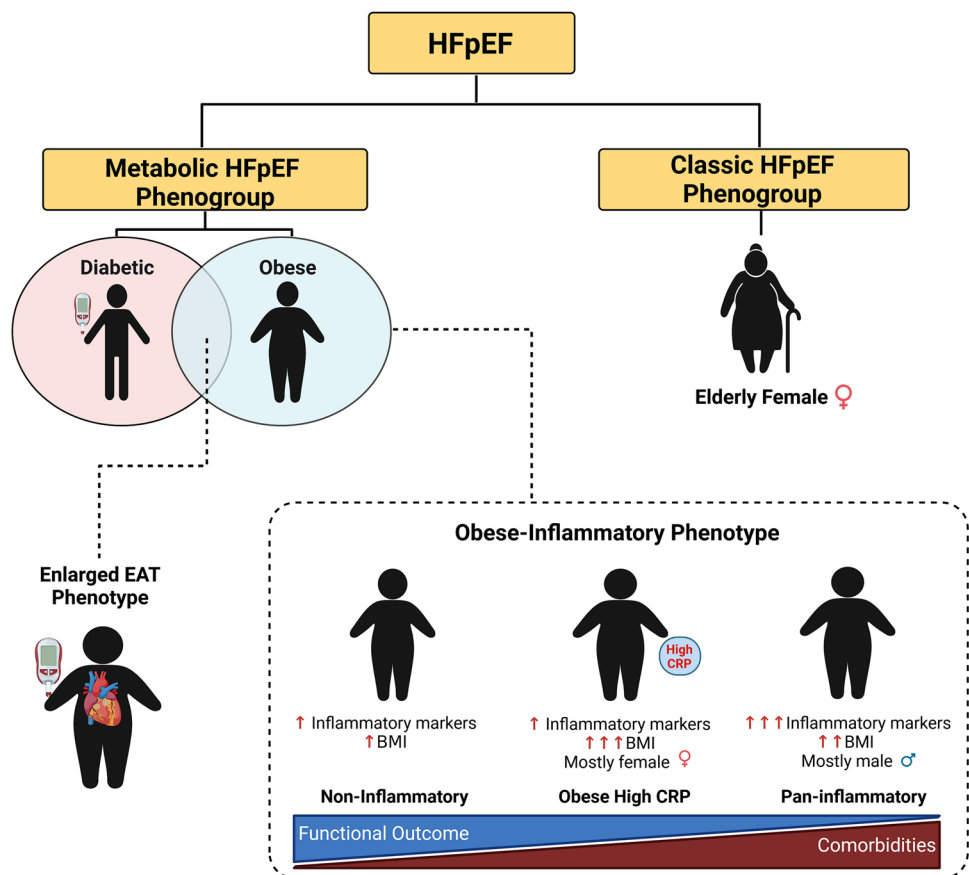 HFpEF
Metabolic HFpEF
Phenogroup
Classic HFpEF
Phenogroup
Diabetic
Obese
Elderly Female ♀
Enlarged EAT
Phenotype
Obese-Inflammatory Phenotype
High
CRP
↑ Inflammatory markers
↑BMI
↑ Inflammatory markers
↑↑↑BMI
Mostly female ♀
↑↑↑Inflammatory markers
↑↑BMI
Mostly male ♂
Non-Inflammatory
Obese High CRP
Pan-inflammatory
Functional Outcome
Comorbidities